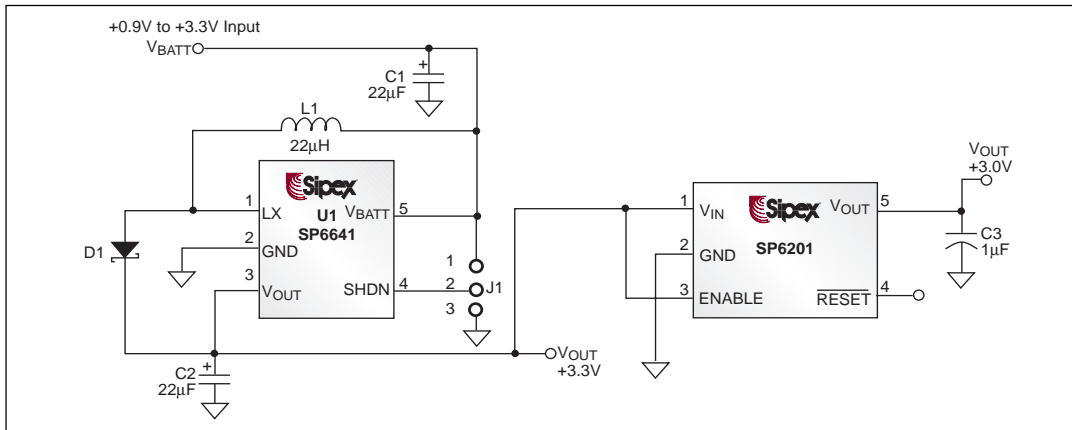 +0.9V to +3.3V Input
VBATT
C1
22μF
+
L1
22μH
Sipex
U1
SP6641
1
LX
VBATT
5
2
GND
3
VOUT
SHDN
4
1
2
3
J1
D1
C2
22μF
+
VOUT
+3.3V
Sipex
SP6201
1
VIN
VOUT
5
2
GND
3
ENABLE
RESET
4
VOUT
+3.0V
C3
1μF